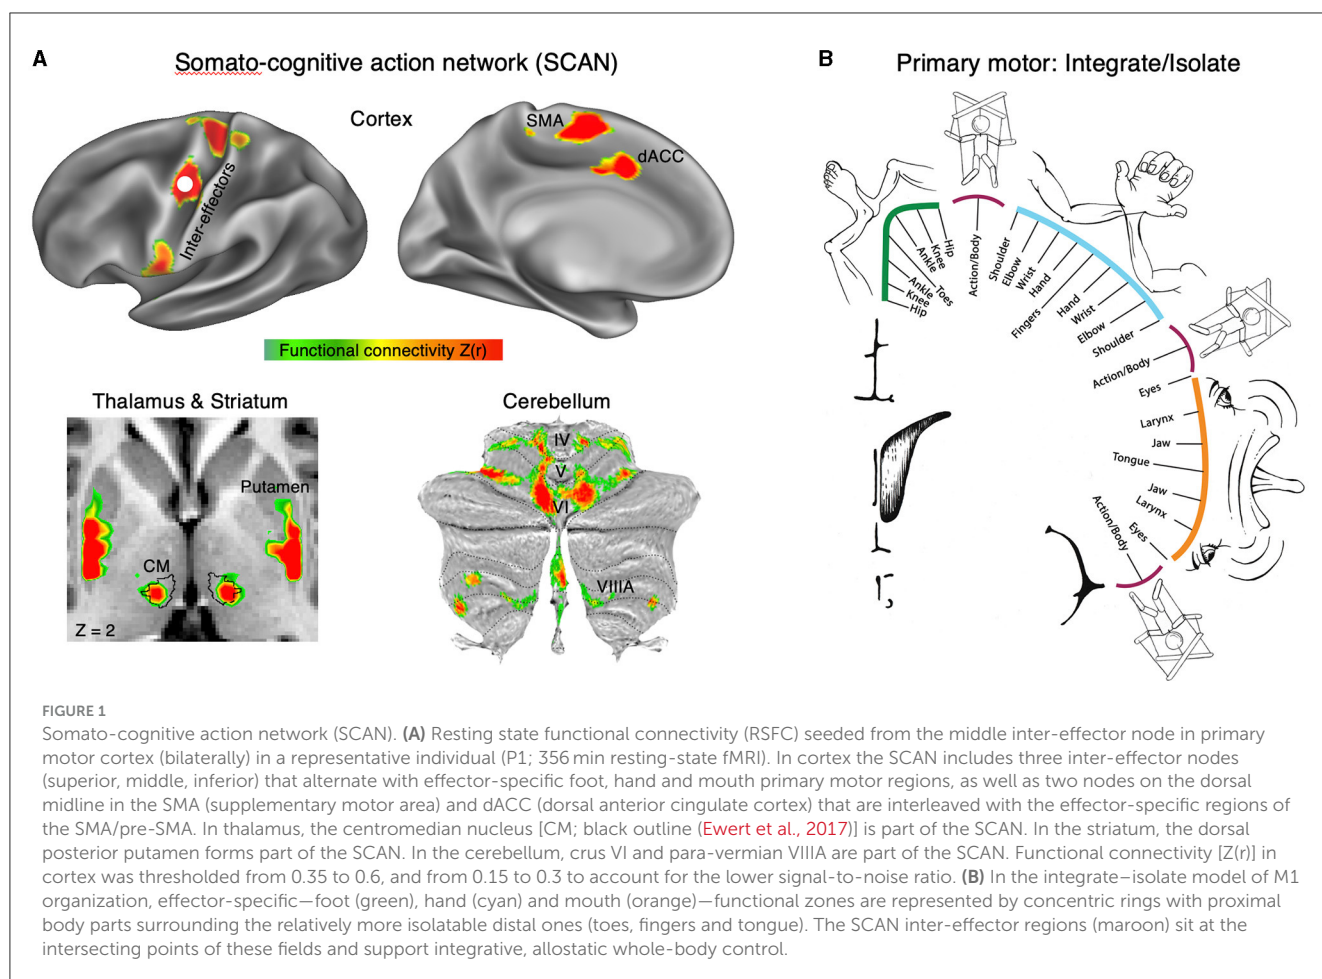 A
Somato-cognitive action network (SCAN)
Cortex
SMA
dACC
Inter-effectors
Functional connectivity Z(r)
Thalamus & Striatum
Putamen
CM
Z = 2
Cerebellum
IV
V
VI
VIIIA
B
Primary motor: Integrate/Isolate
Hip
Knee
Ankle
Toes
Ankle
Knee
Hip
Action/Body
Shoulder
Elbow
Wrist
Hand
Fingers
Hand
Wrist
Elbow
Shoulder
Action/Body
Eyes
Larynx
Jaw
Tongue
Jaw
Larynx
Eyes
Action/Body
FIGURE 1
Somato-cognitive action network (SCAN). (A) Resting state functional connectivity (RSFC) seeded from the middle inter-effector node in primary
motor cortex (bilaterally) in a representative individual (P1; 356 min resting-state fMRI). In cortex the SCAN includes three inter-effector nodes
(superior, middle, inferior) that alternate with effector-specific foot, hand and mouth primary motor regions, as well as two nodes on the dorsal
midline in the SMA (supplementary motor area) and dACC (dorsal anterior cingulate cortex) that are interleaved with the effector-specific regions of
the SMA/pre-SMA. In thalamus, the centromedian nucleus [CM; black outline (Ewert et al., 2017)] is part of the SCAN. In the striatum, the dorsal
posterior putamen forms part of the SCAN. In the cerebellum, crus VI and para-vermian VIIIA are part of the SCAN. Functional connectivity [Z(r)] in
cortex was thresholded from 0.35 to 0.6, and from 0.15 to 0.3 to account for the lower signal-to-noise ratio. (B) In the integrate–isolate model of M1
organization, effector-specific—foot (green), hand (cyan) and mouth (orange)—functional zones are represented by concentric rings with proximal
body parts surrounding the relatively more isolatable distal ones (toes, fingers and tongue). The SCAN inter-effector regions (maroon) sit at the
intersecting points of these fields and support integrative, allostatic whole-body control.